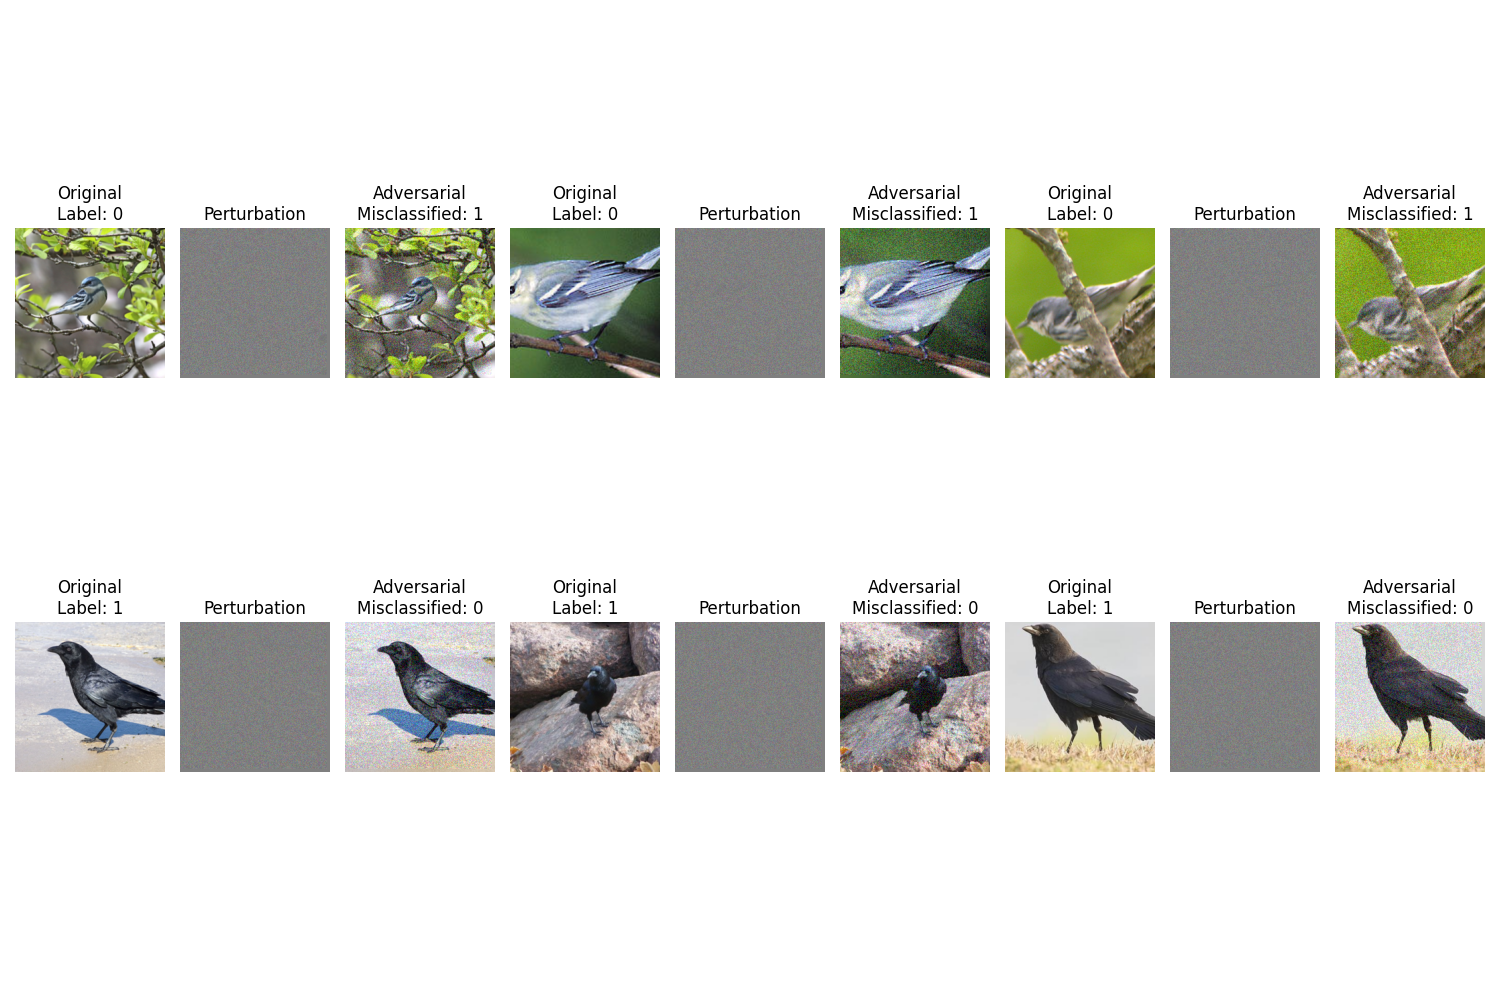 Original
Label: 0
Perturbation
Adversarial
Misclassified: 1
Original
Label: 0
Perturbation
Adversarial
Misclassified: 1
Original
Label: 0
Perturbation
Adversarial
Misclassified: 1
Original
Label: 1
Perturbation
Adversarial
Misclassified: 0
Original
Label: 1
Perturbation
Adversarial
Misclassified: 0
Original
Label: 1
Perturbation
Adversarial
Misclassified: 0